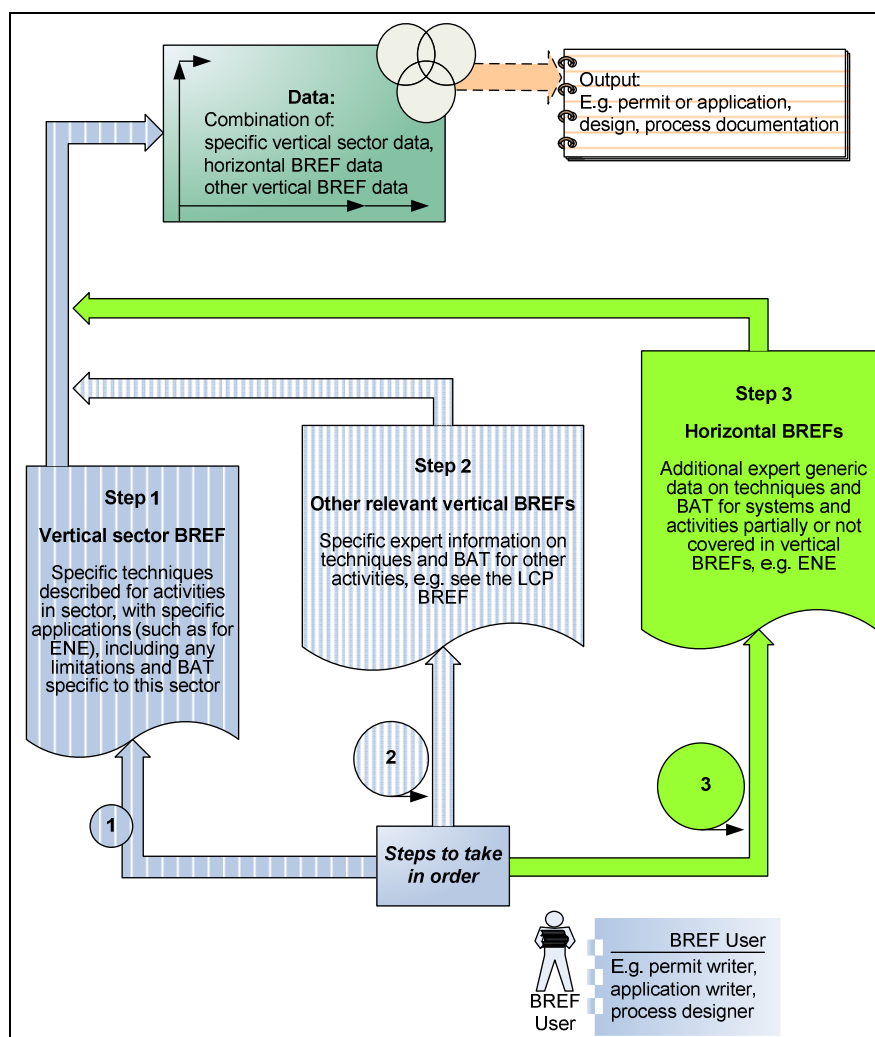 Data:
Combination of:
specific vertical sector data,
horizontal BREF data
other vertical BREF data
Output:
E.g. permit or application,
design, process documentation
Step 1
Vertical sector BREF
Specific techniques
described for activities
in sector, with specific
applications (such as for
ENE), including any
limitations and BAT
specific to this sector
Step 2
Other relevant vertical BREFs
Specific expert information on
techniques and BAT for other
activities, e.g. see the LCP
BREF
Step 3
Horizontal BREFs
Additional expert generic
data on techniques and
BAT for systems and
activities partially or not
covered in vertical
BREFs, e.g. ENE
1
2
3
Steps to take
in order
BREF
User
BREF User
E.g. permit writer,
application writer,
process designer